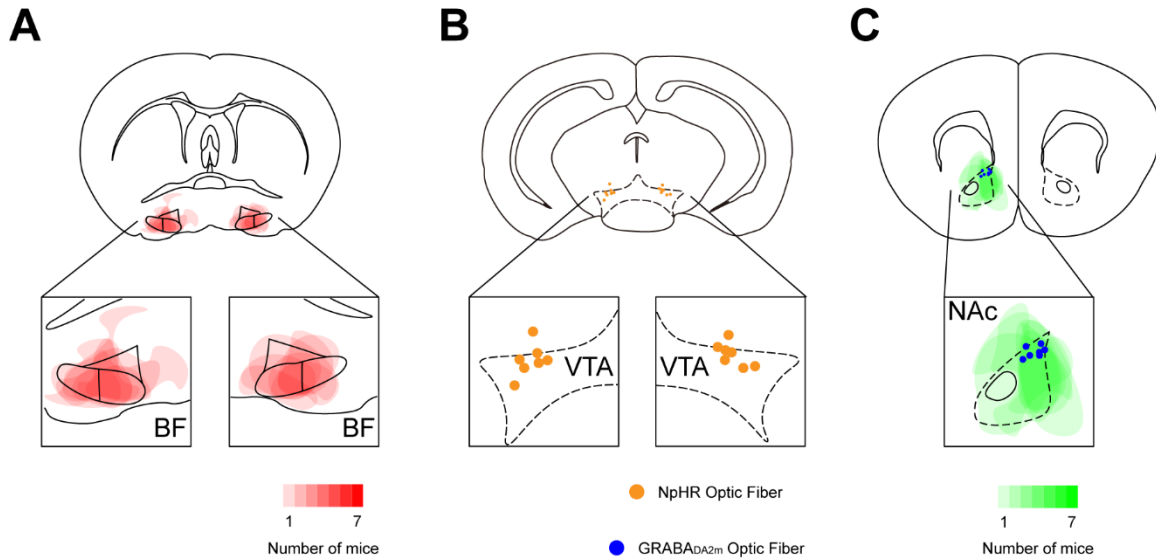 A
B
C
BF
BF
VTA
VTA
NAc
1
7
Number of mice
NpHR Optic Fiber
GRABADA2m Optic Fiber
1
7
Number of mice